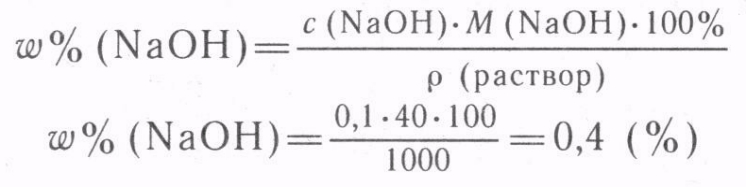 w% (NaOH) = c (NaOH) · M (NaOH) · 100% / ρ (раствор)
w% (NaOH) = 0,1 · 40 · 100 / 1000 = 0,4 (%)